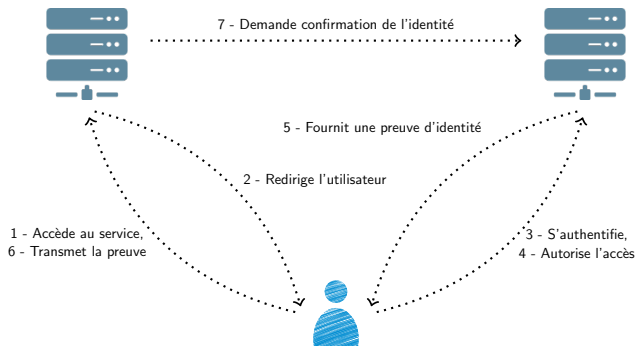 7 - Demande confirmation de l'identité
5 - Fournit une preuve d'identité
2 - Redirige l'utilisateur
1 - Accède au service,
6 - Transmet la preuve
3 - S'authentifie,
4 - Autorise l'accès